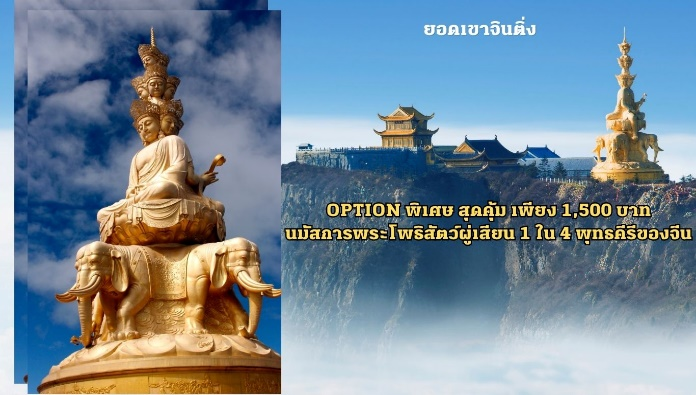 ยอดเขาจินติ่ง
OPTION พิเศษ สุดคุ้ม เพียง 1,500 บาท
นมัสการพระโพธิสัตว์ผู่เสียน 1 ใน 4 พุทธคีรีของจีน